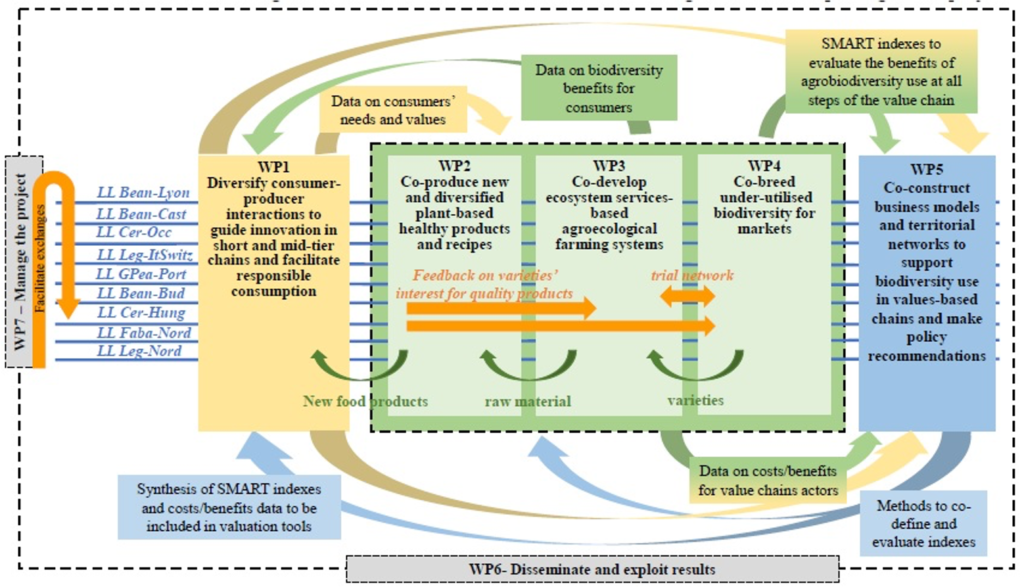 SMART indexes to
evaluate the benefits of
agrobiodiversity use at all
steps of the value chain
Data on biodiversity
benefits for
consumers
Data on consumers'
needs and values
WP7 – Manage the project
Facilitate exchanges
LL Bean-Lyon
LL Bean-Cast
LL Cer-Occ
LL Leg-ItSwitz
LL GPea-Port
LL Bean-Bud
LL Cer-Hung
LL Faba-Nord
LL Leg-Nord
WP1
Diversify consumer-
producer
interactions to
guide innovation in
short and mid-tier
chains and facilitate
responsible
consumption
WP2
Co-produce new
and diversified
plant-based
healthy products
and recipes
WP3
Co-develop
ecosystem services-
based
agroecological
farming systems
WP4
Co-breed
under-utilised
biodiversity for
markets
WP5
Co-construct
business models
and territorial
networks to
support
biodiversity use
in values-based
chains and make
policy
recommendations
Feedback on varieties'
interest for quality products
trial network
New food products
raw material
varieties
Synthesis of SMART indexes
and costs/benefits data to be
included in valuation tools
Data on costs/benefits
for value chains actors
Methods to co-
define and
evaluate indexes
WP6- Disseminate and exploit results